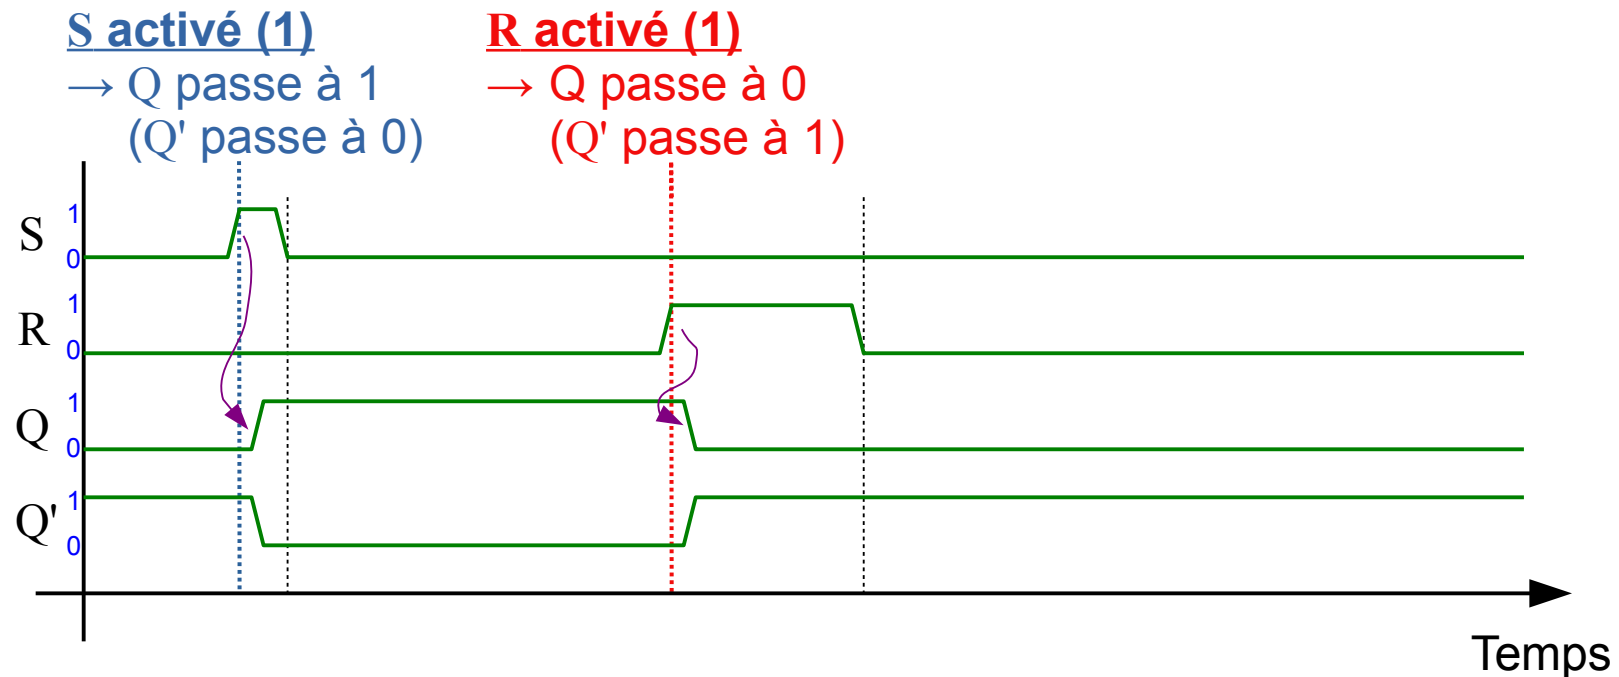 S activé (1)
→ Q passe à 1
(Q' passe à 0)
R activé (1)
→ Q passe à 0
(Q' passe à 1)
S
1
0
R
1
0
Q
1
0
Q'
1
0
Temps